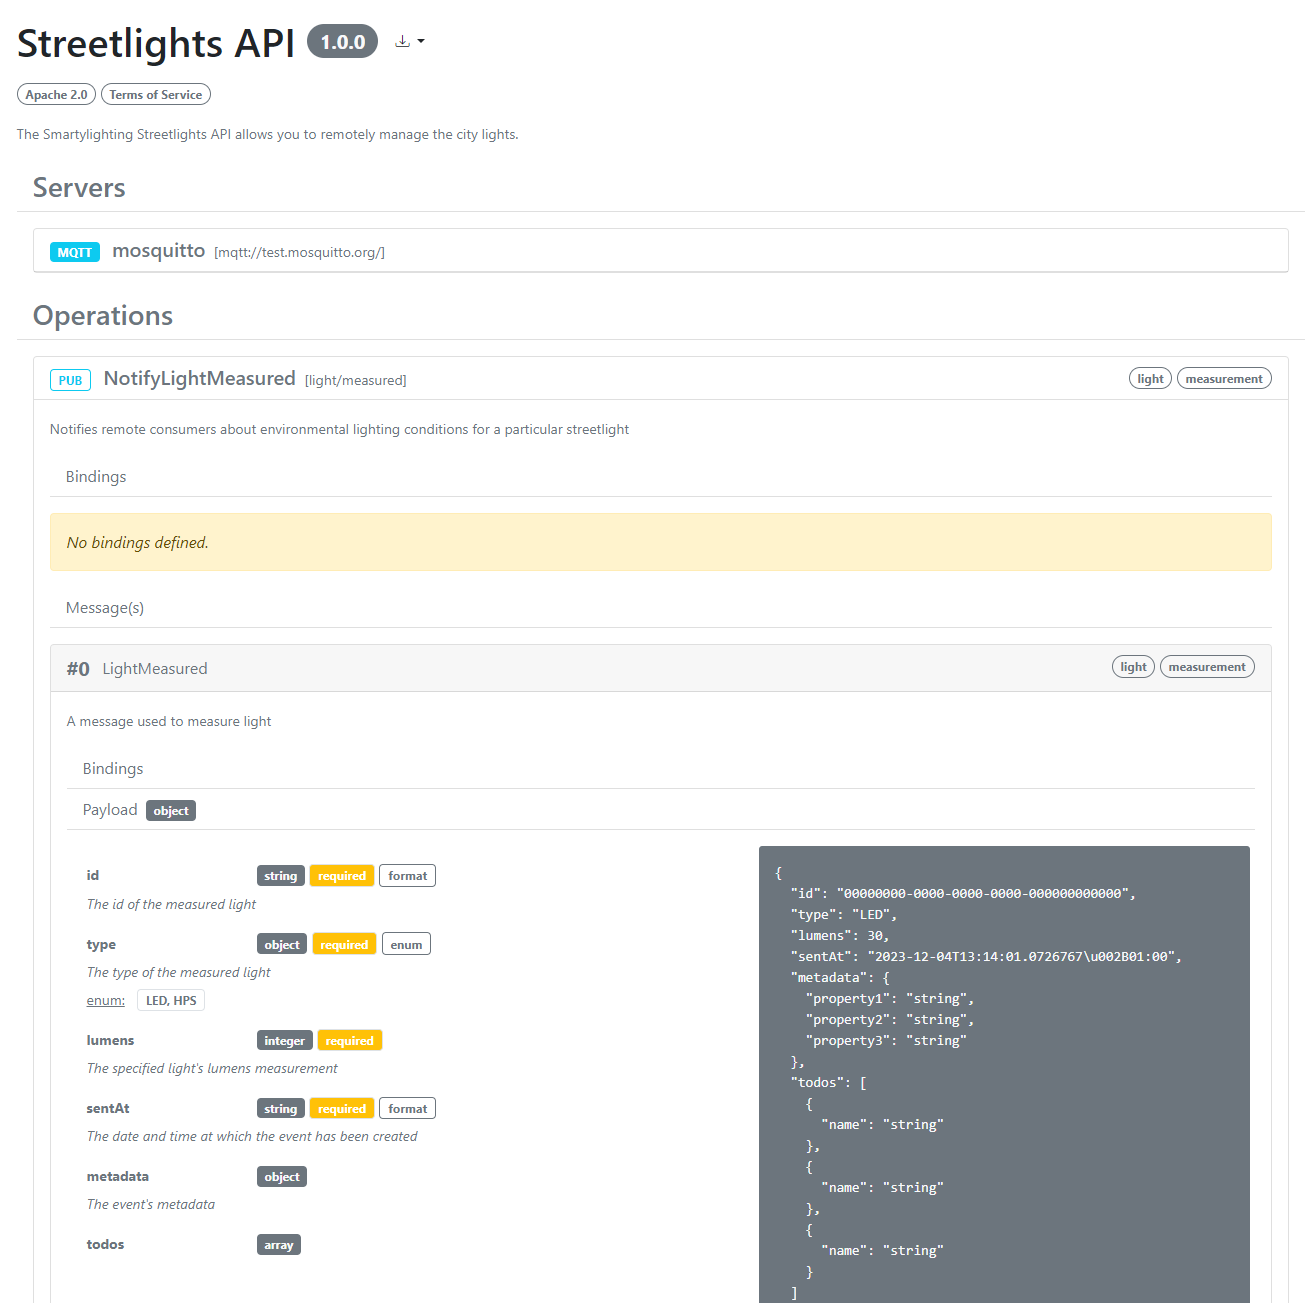 Streetlights API 1.0.0
Apache 2.0 Terms of Service
The Smartylighting Streetlights API allows you to remotely manage the city lights.
Servers
MQTT mosquitto [mqtt://test.mosquitto.org/]
Operations
PUB NotifyLightMeasured [light/measured] light measurement
Notifies remote consumers about environmental lighting conditions for a particular streetlight
Bindings
No bindings defined.
Message(s)
#0 LightMeasured light measurement
A message used to measure light
Bindings
Payload object
id string required format
The id of the measured light
type object required enum
The type of the measured light
enum: LED, HPS
lumens integer required
The specified light's lumens measurement
sentAt string required format
The date and time at which the event has been created
metadata object
The event's metadata
todos array
{
"id": "00000000-0000-0000-0000-000000000000",
"type": "LED",
"lumens": 30,
"sentAt": "2023-12-04T13:14:01.0726767\u002B01:00",
"metadata": {
"property1": "string",
"property2": "string",
"property3": "string"
},
"todos": [
{
"name": "string"
},
{
"name": "string"
},
{
"name": "string"
}
]